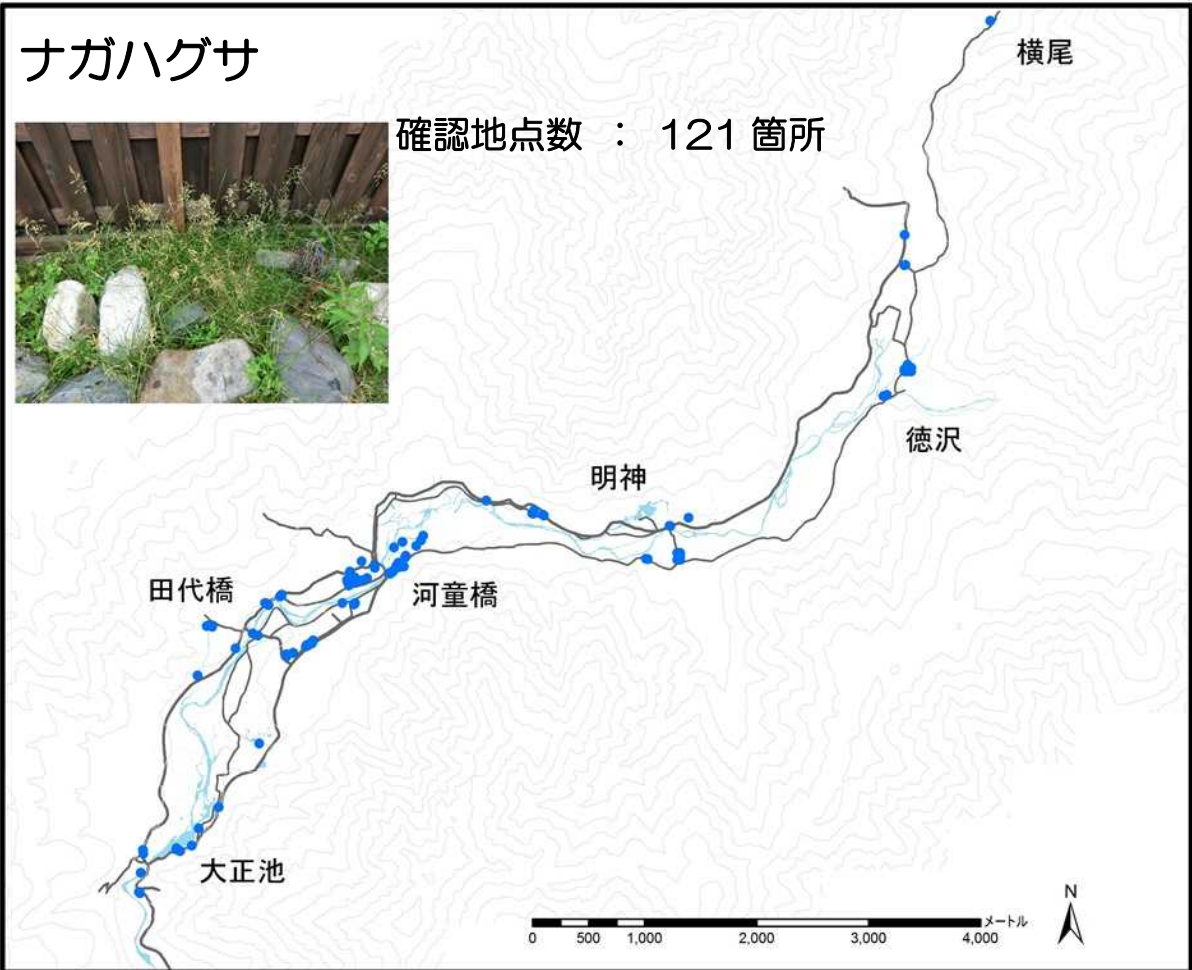 ナガハグサ
確認地点数 ： 121 箇所
横尾
徳沢
明神
田代橋
河童橋
大正池
N
メートル
0 500 1,000 2,000 3,000 4,000